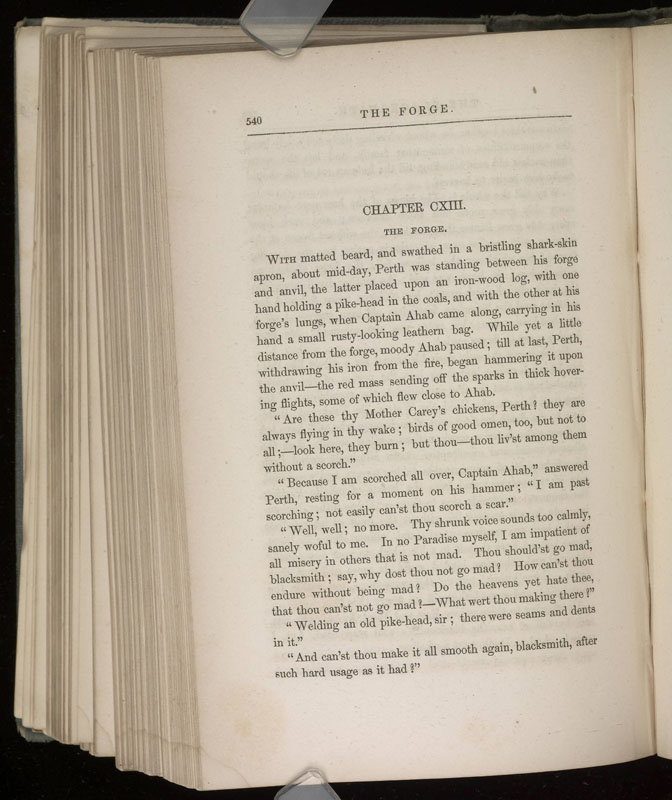 540
THE FORGE.
CHAPTER CXIII.
THE FORGE.
WITH matted beard, and swathed in a bristling shark-skin
apron, about mid-day, Perth was standing between his forge
and anvil, the latter placed upon an iron-wood log, with one
hand holding a pike-head in the coals, and with the other at his
forge's lungs, when Captain Ahab came along, carrying in his
hand a small rusty-looking leathern bag. While yet a little
distance from the forge, moody Ahab paused; till at last, Perth,
withdrawing his iron from the fire, began hammering it upon
the anvil—the red mass sending off the sparks in thick hover-
ing flights, some of which flew close to Ahab.
"Are these thy Mother Carey's chickens, Perth? they are
always flying in thy wake; birds of good omen, too, but not to
all;—look here, they burn; but thou—thou liv'st among them
without a scorch."
"Because I am scorched all over, Captain Ahab," answered
Perth, resting for a moment on his hammer; "I am past
scorching; not easily can'st thou scorch a scar."
"Well, well; no more. Thy shrunk voice sounds too calmly,
sanely woful to me. In no Paradise myself, I am impatient of
all misery in others that is not mad. Thou should'st go mad,
blacksmith; say, why dost thou not go mad? How can'st thou
endure without being mad? Do the heavens yet hate thee,
that thou can'st not go mad?—What wert thou making there?"
"Welding an old pike-head, sir; there were seams and dents
in it."
"And can'st thou make it all smooth again, blacksmith, after
such hard usage as it had?"